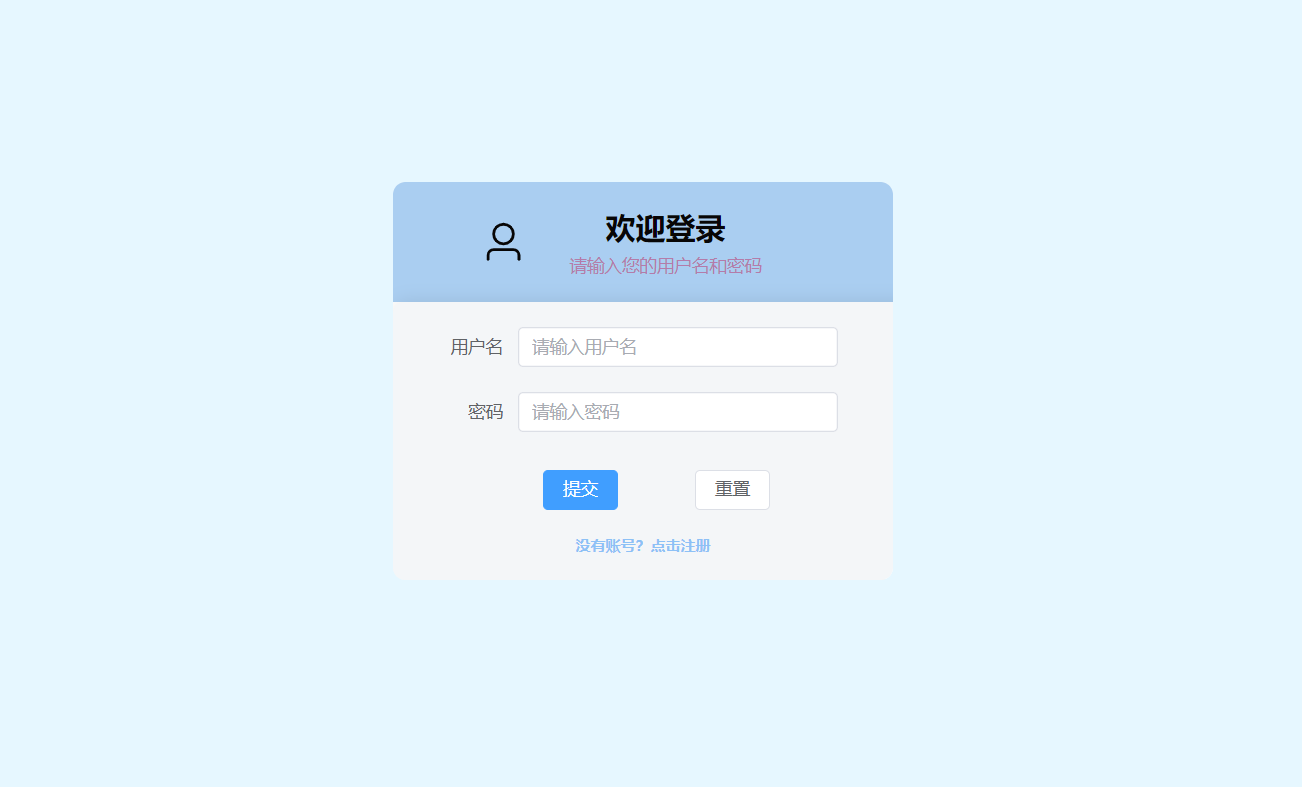 欢迎登录
请输入您的用户名和密码
用户名 请输入用户名
密码 请输入密码
提交 重置
没有账号？点击注册